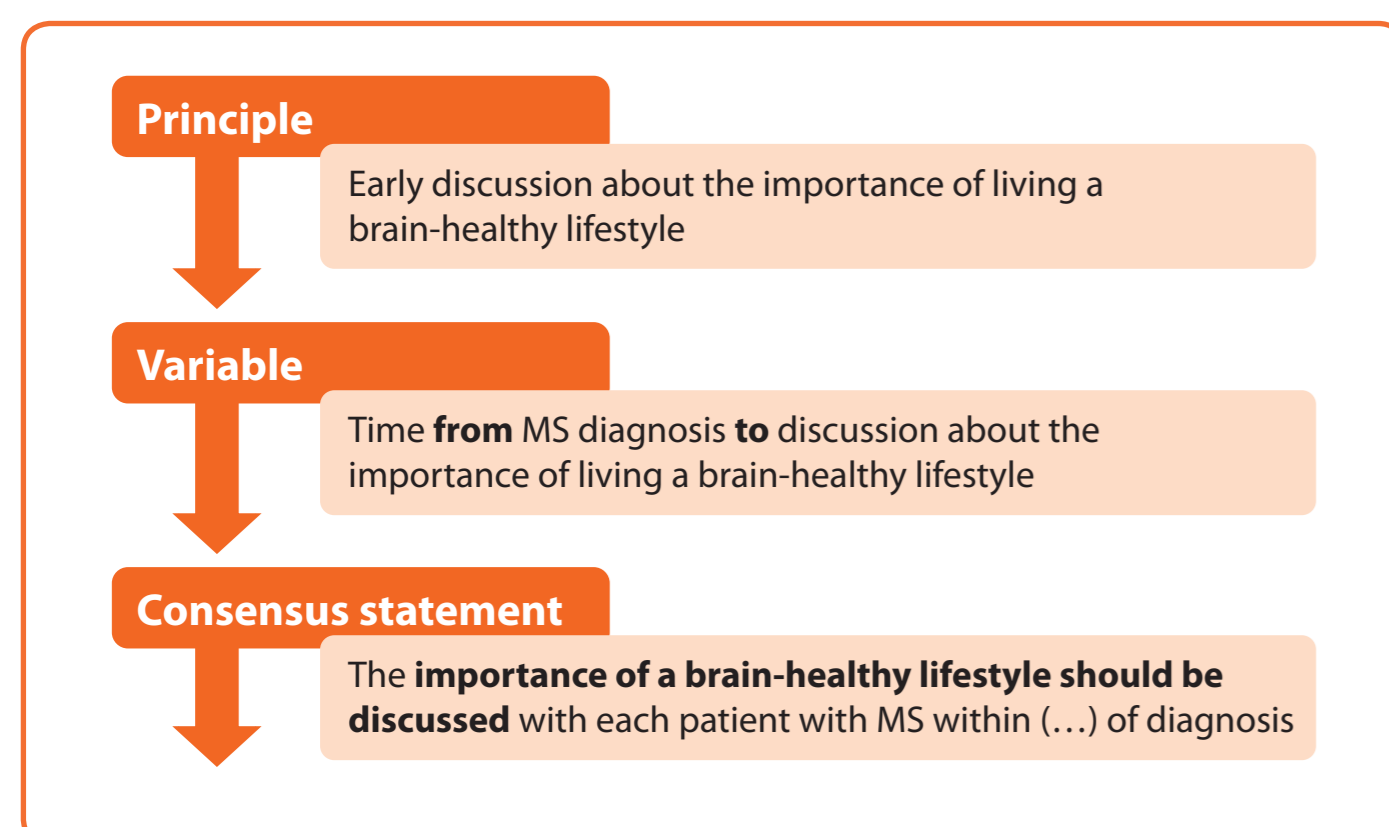 Principle
Early discussion about the importance of living a
brain-healthy lifestyle
Variable
Time from MS diagnosis to discussion about the
importance of living a brain-healthy lifestyle
Consensus statement
The importance of a brain-healthy lifestyle should be
discussed with each patient with MS within (…) of diagnosis